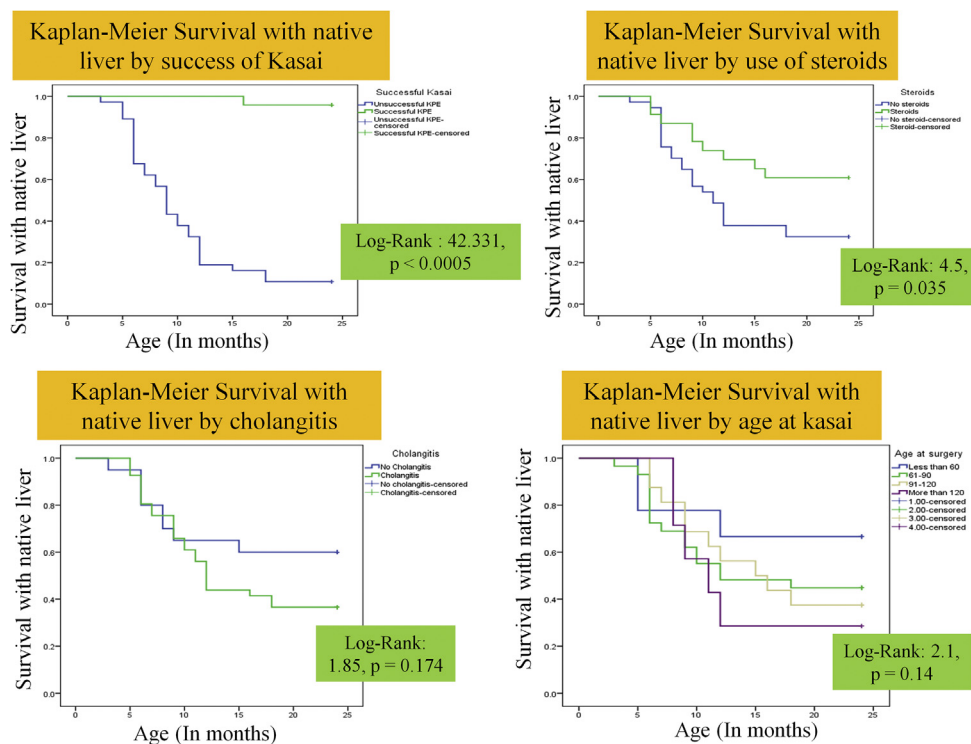 Kaplan-Meier Survival with native
liver by success of Kasai
Successful Kasai
Unsuccessful KPE
Successful KPE
Unsuccessful KPE-
censored
Successful KPE-censored
1.0
0.8
0.6
0.4
0.2
0.0
Survival with native liver
0 5 10 15 20 25
Age (In months)
Log-Rank : 42.331,
p < 0.0005
Kaplan-Meier Survival with
native liver by use of steroids
Steroids
No steroids
Steroids
No steroid-censored
Steroid-censored
1.0
0.8
0.6
0.4
0.2
0.0
Survival with native liver
0 5 10 15 20 25
Age (In months)
Log-Rank: 4.5,
p = 0.035
Kaplan-Meier Survival with
native liver by cholangitis
Cholangitis
No Cholangitis
Cholangitis
No cholangitis-censored
Cholangitis-censored
1.0
0.8
0.6
0.4
0.2
0.0
Survival with native liver
0 5 10 15 20 25
Age (In months)
Log-Rank:
1.85, p = 0.174
Kaplan-Meier Survival with
native liver by age at kasai
Age at surgery
Less than 60
61-90
91-120
More than 120
1.00-censored
2.00-censored
3.00-censored
4.00-censored
1.0
0.8
0.6
0.4
0.2
0.0
Survival with native liver
0 5 10 15 20 25
Age (In months)
Log-Rank: 2.1,
p = 0.14